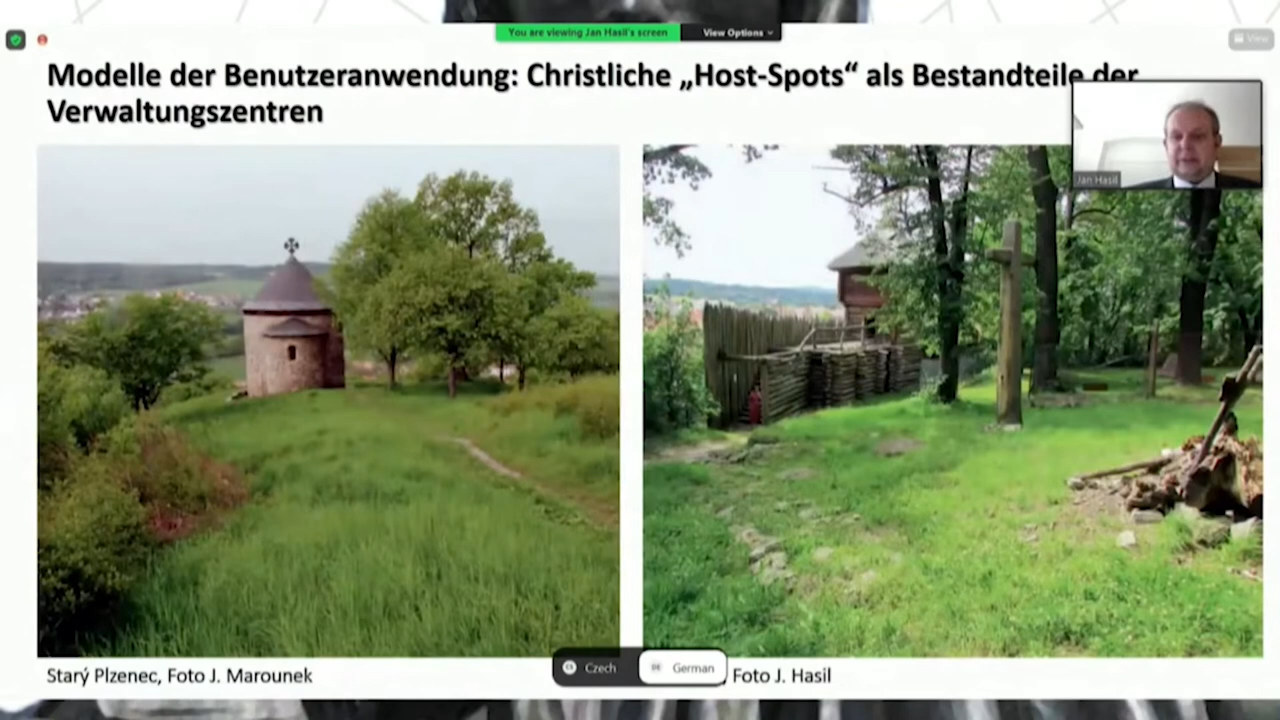 You are viewing Jan Hasil's screen
View Options
View
Modelle der Benutzeranwendung: Christliche „Host-Spots“ als Bestandteile der
Verwaltungszentren
Jan Hasil
Starý Plzenec, Foto J. Marounek
Czech
German
Foto J. Hasil